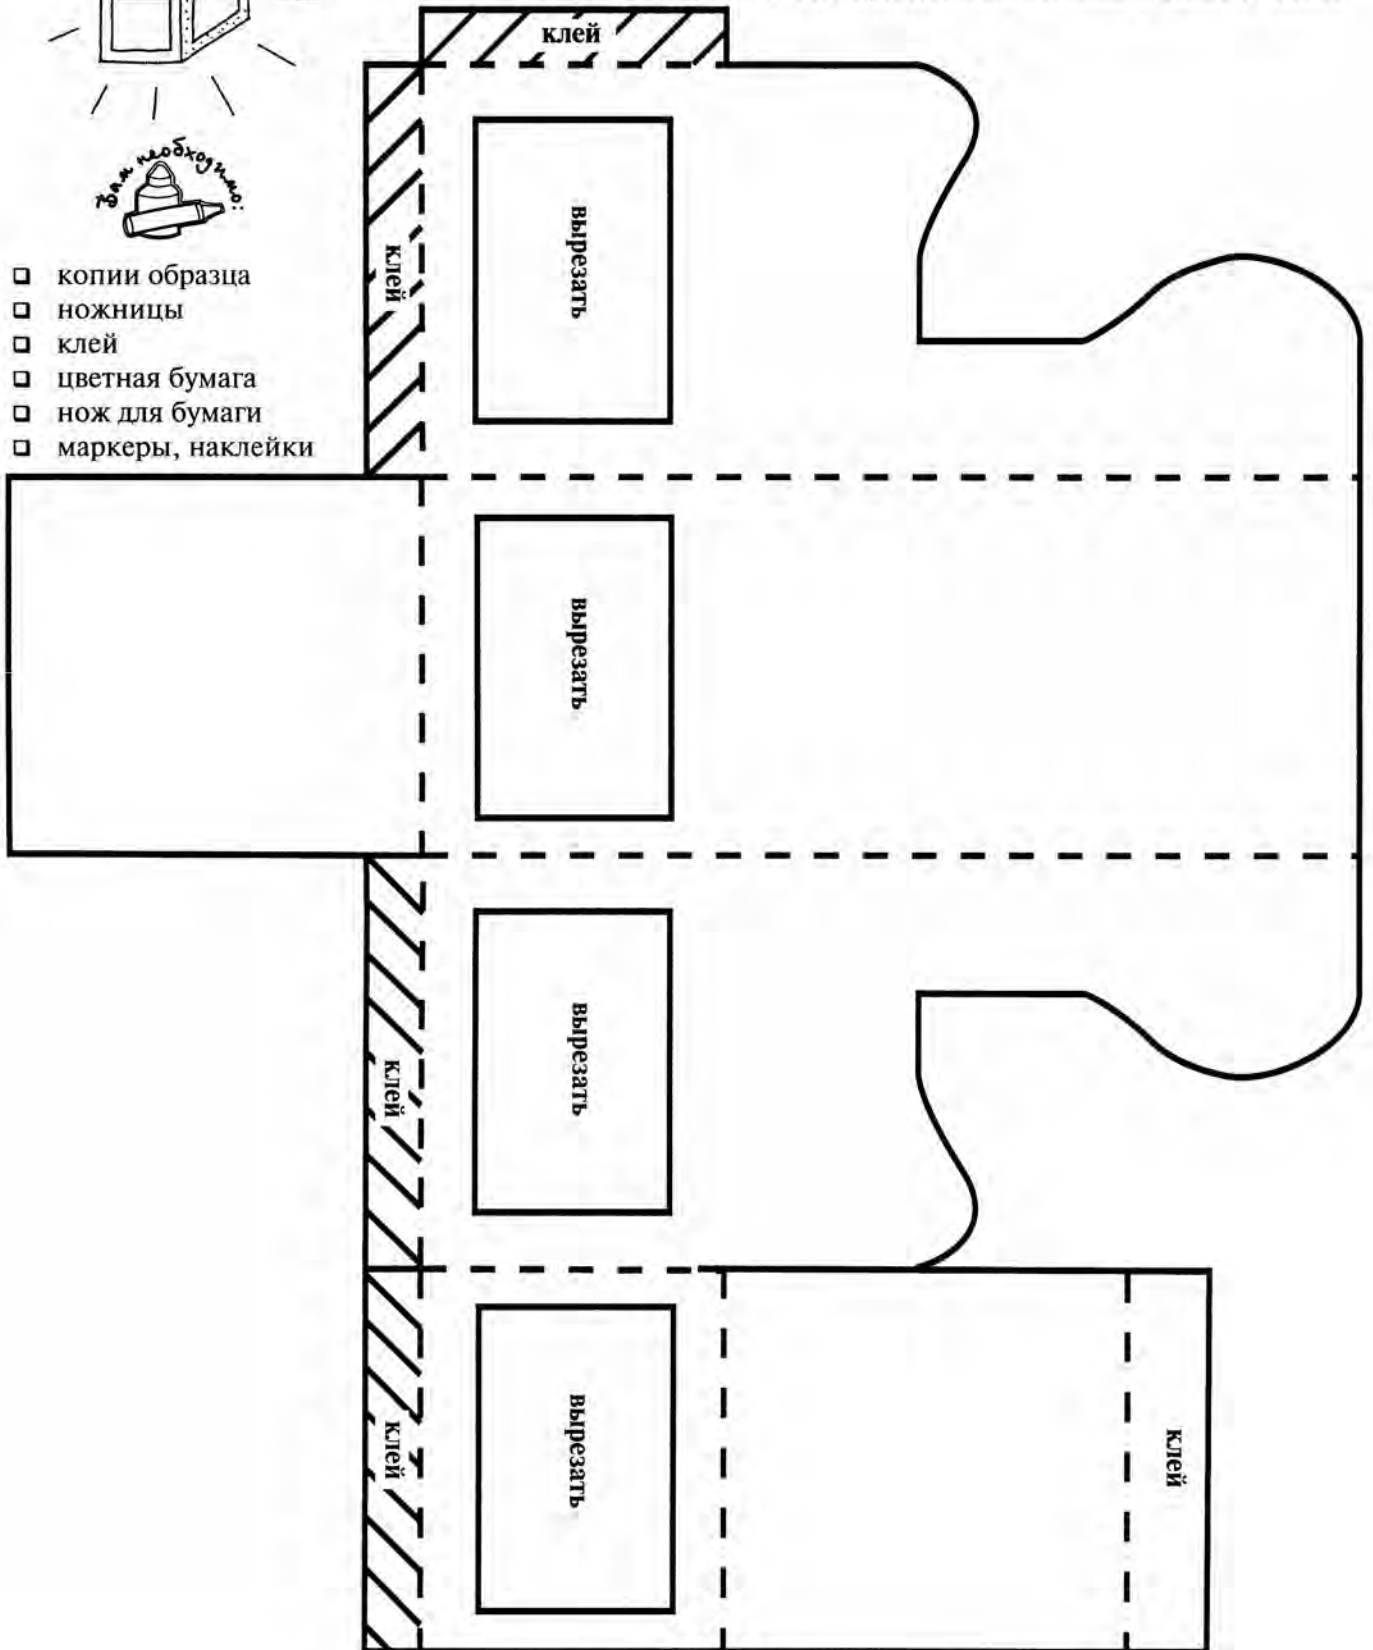 клей
Вам необходимо:
❑ копии образца
❑ ножницы
❑ клей
❑ цветная бумага
❑ нож для бумаги
❑ маркеры, наклейки
клей
вырезать
вырезать
клей
вырезать
клей
вырезать
клей